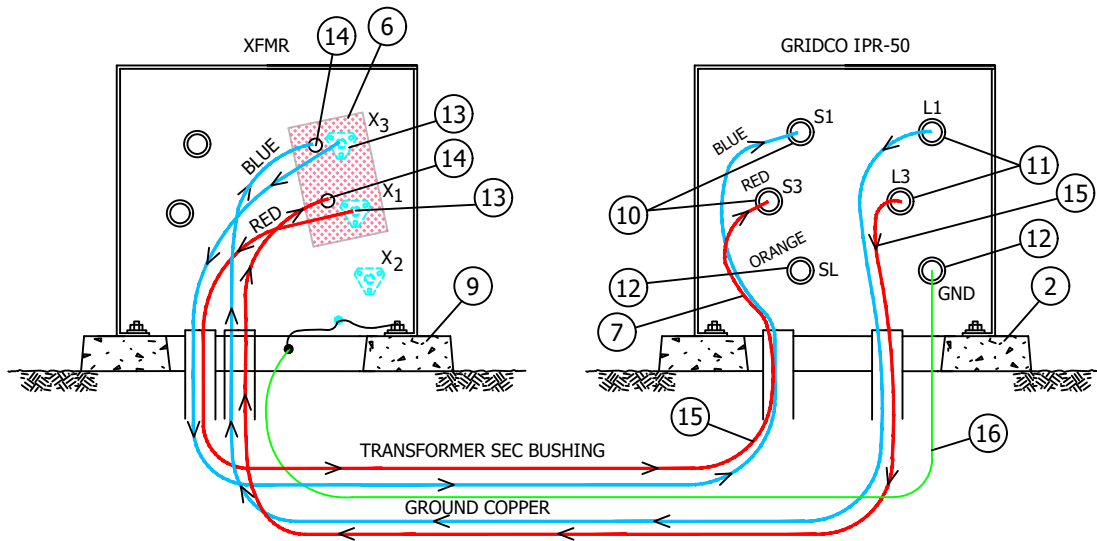 XFMR
14
6
GRIDCO IPR-50
X3
13
BLUE
14
X1
13
RED
X2
9
BLUE
S1
L1
RED
S3
L3
11
10
15
ORANGE
12
SL
12
GND
7
2
15
TRANSFORMER SEC BUSHING
16
GROUND COPPER